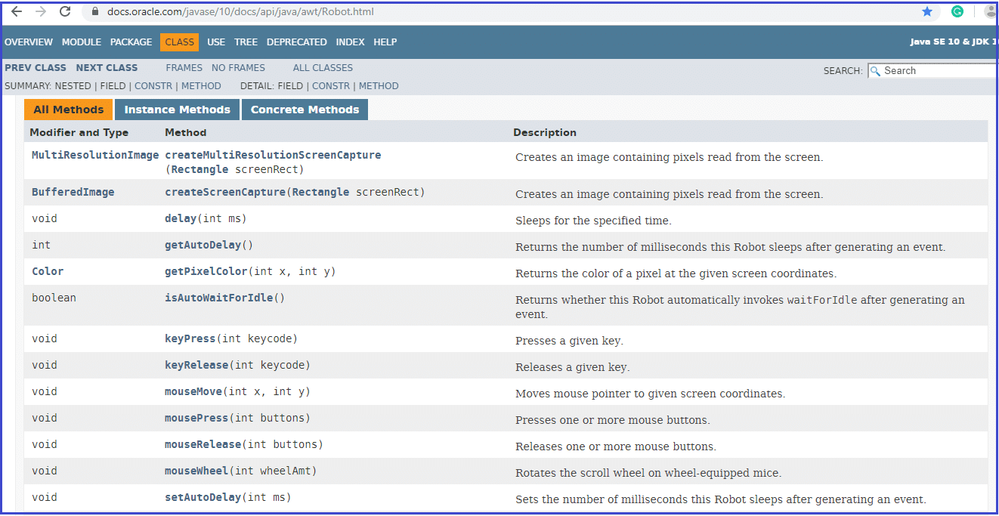 docs.oracle.com/javase/10/docs/api/java/awt/Robot.html
OVERVIEW MODULE PACKAGE CLASS USE TREE DEPRECATED INDEX HELP
Java SE 10 & JDK
PREV CLASS NEXT CLASS FRAMES NO FRAMES ALL CLASSES
SEARCH: Search
SUMMARY: NESTED | FIELD | CONSTR | METHOD DETAIL: FIELD | CONSTR | METHOD
All Methods Instance Methods Concrete Methods
Modifier and Type Method Description
MultiResolutionImage createMultiResolutionScreenCapture Creates an image containing pixels read from the screen.
(Rectangle screenRect)
BufferedImage createScreenCapture(Rectangle screenRect) Creates an image containing pixels read from the screen.
void delay(int ms) Sleeps for the specified time.
int getAutoDelay() Returns the number of milliseconds this Robot sleeps after generating an event.
Color getPixelColor(int x, int y) Returns the color of a pixel at the given screen coordinates.
boolean isAutoWaitForIdle() Returns whether this Robot automatically invokes waitForIdle after generating an
event.
void keyPress(int keycode) Presses a given key.
void keyRelease(int keycode) Releases a given key.
void mouseMove(int x, int y) Moves mouse pointer to given screen coordinates.
void mousePress(int buttons) Presses one or more mouse buttons.
void mouseRelease(int buttons) Releases one or more mouse buttons.
void mouseWheel(int wheelAmt) Rotates the scroll wheel on wheel-equipped mice.
void setAutoDelay(int ms) Sets the number of milliseconds this Robot sleeps after generating an event.